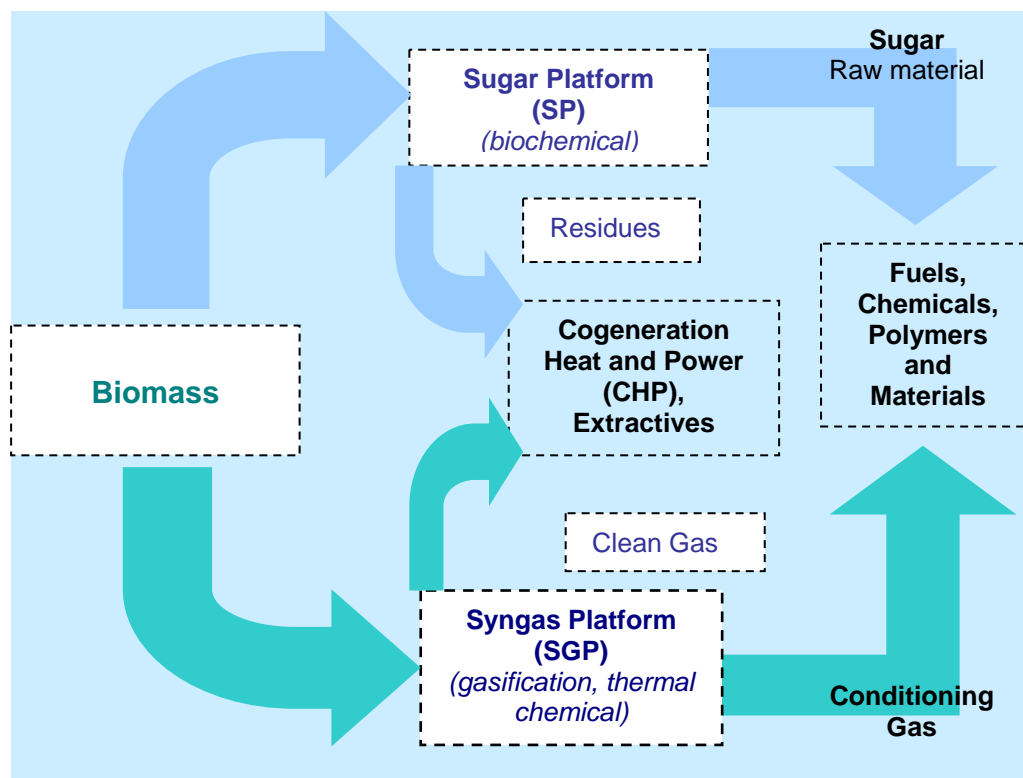 Sugar
Raw material
Sugar Platform
(SP)
(biochemical)
Residues
Fuels,
Chemicals,
Polymers
and
Materials
Cogeneration
Heat and Power
(CHP),
Extractives
Biomass
Clean Gas
Syngas Platform
(SGP)
(gasification, thermal
chemical)
Conditioning
Gas